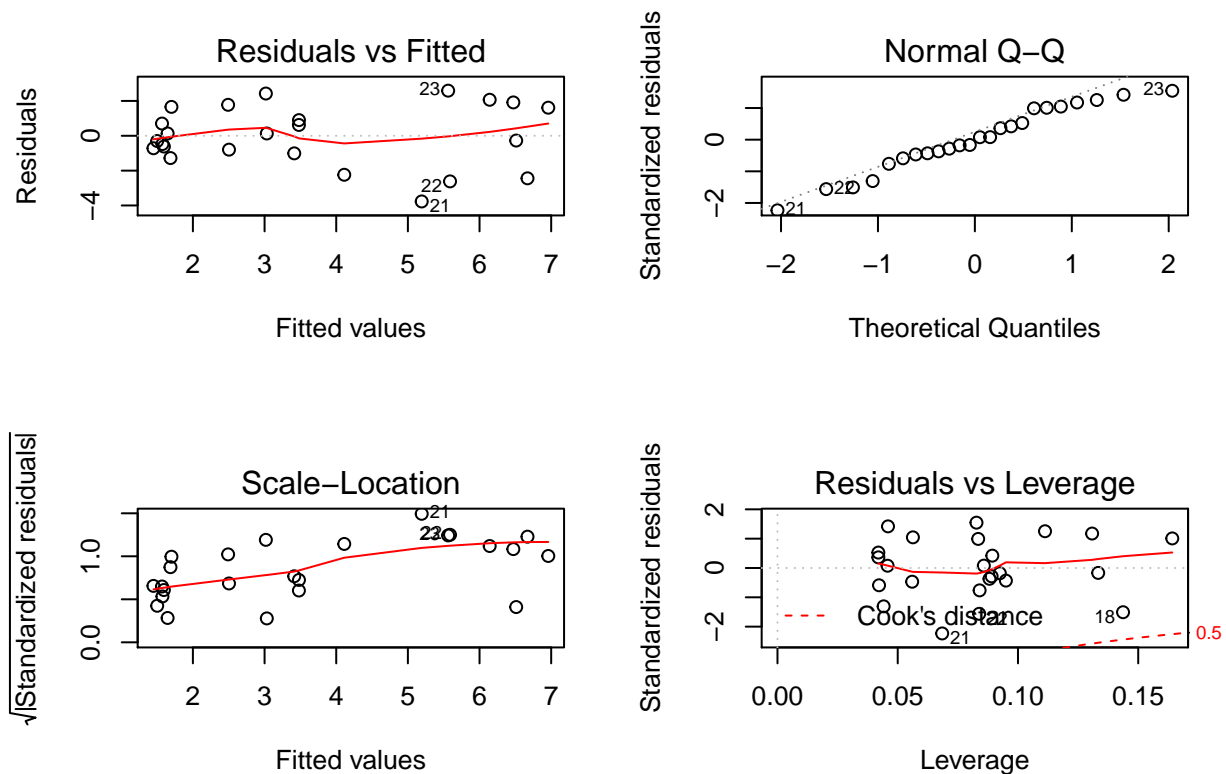 Residuals vs Fitted
Residuals
0
−4
23
22
21
2 3 4 5 6 7
Fitted values
Normal Q−Q
Standardized residuals
0
−2
21
22
23
−2 −1 0 1 2
Theoretical Quantiles
Scale−Location
√|Standardized residuals|
1.0
0.0
21
2 3 4 5 6 7
Fitted values
Residuals vs Leverage
Standardized residuals
2
0
−2
Cook's distance
22
18
21
0.5
0.00 0.05 0.10 0.15
Leverage